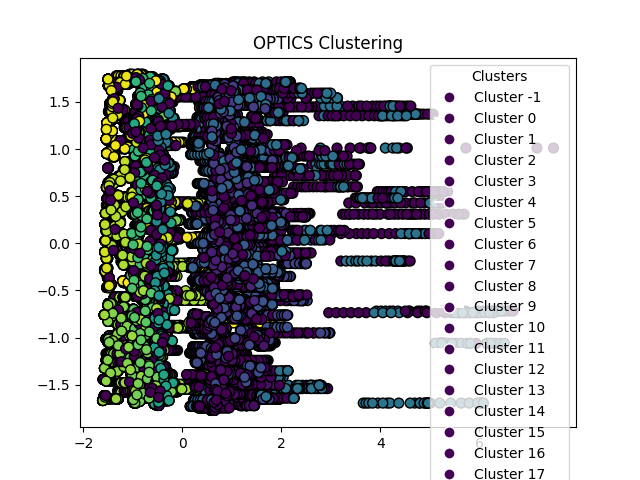 OPTICS Clustering
1.5
1.0
0.5
0.0
−0.5
−1.0
−1.5
−2
0
2
4
6
Clusters
Cluster -1
Cluster 0
Cluster 1
Cluster 2
Cluster 3
Cluster 4
Cluster 5
Cluster 6
Cluster 7
Cluster 8
Cluster 9
Cluster 10
Cluster 11
Cluster 12
Cluster 13
Cluster 14
Cluster 15
Cluster 16
Cluster 17